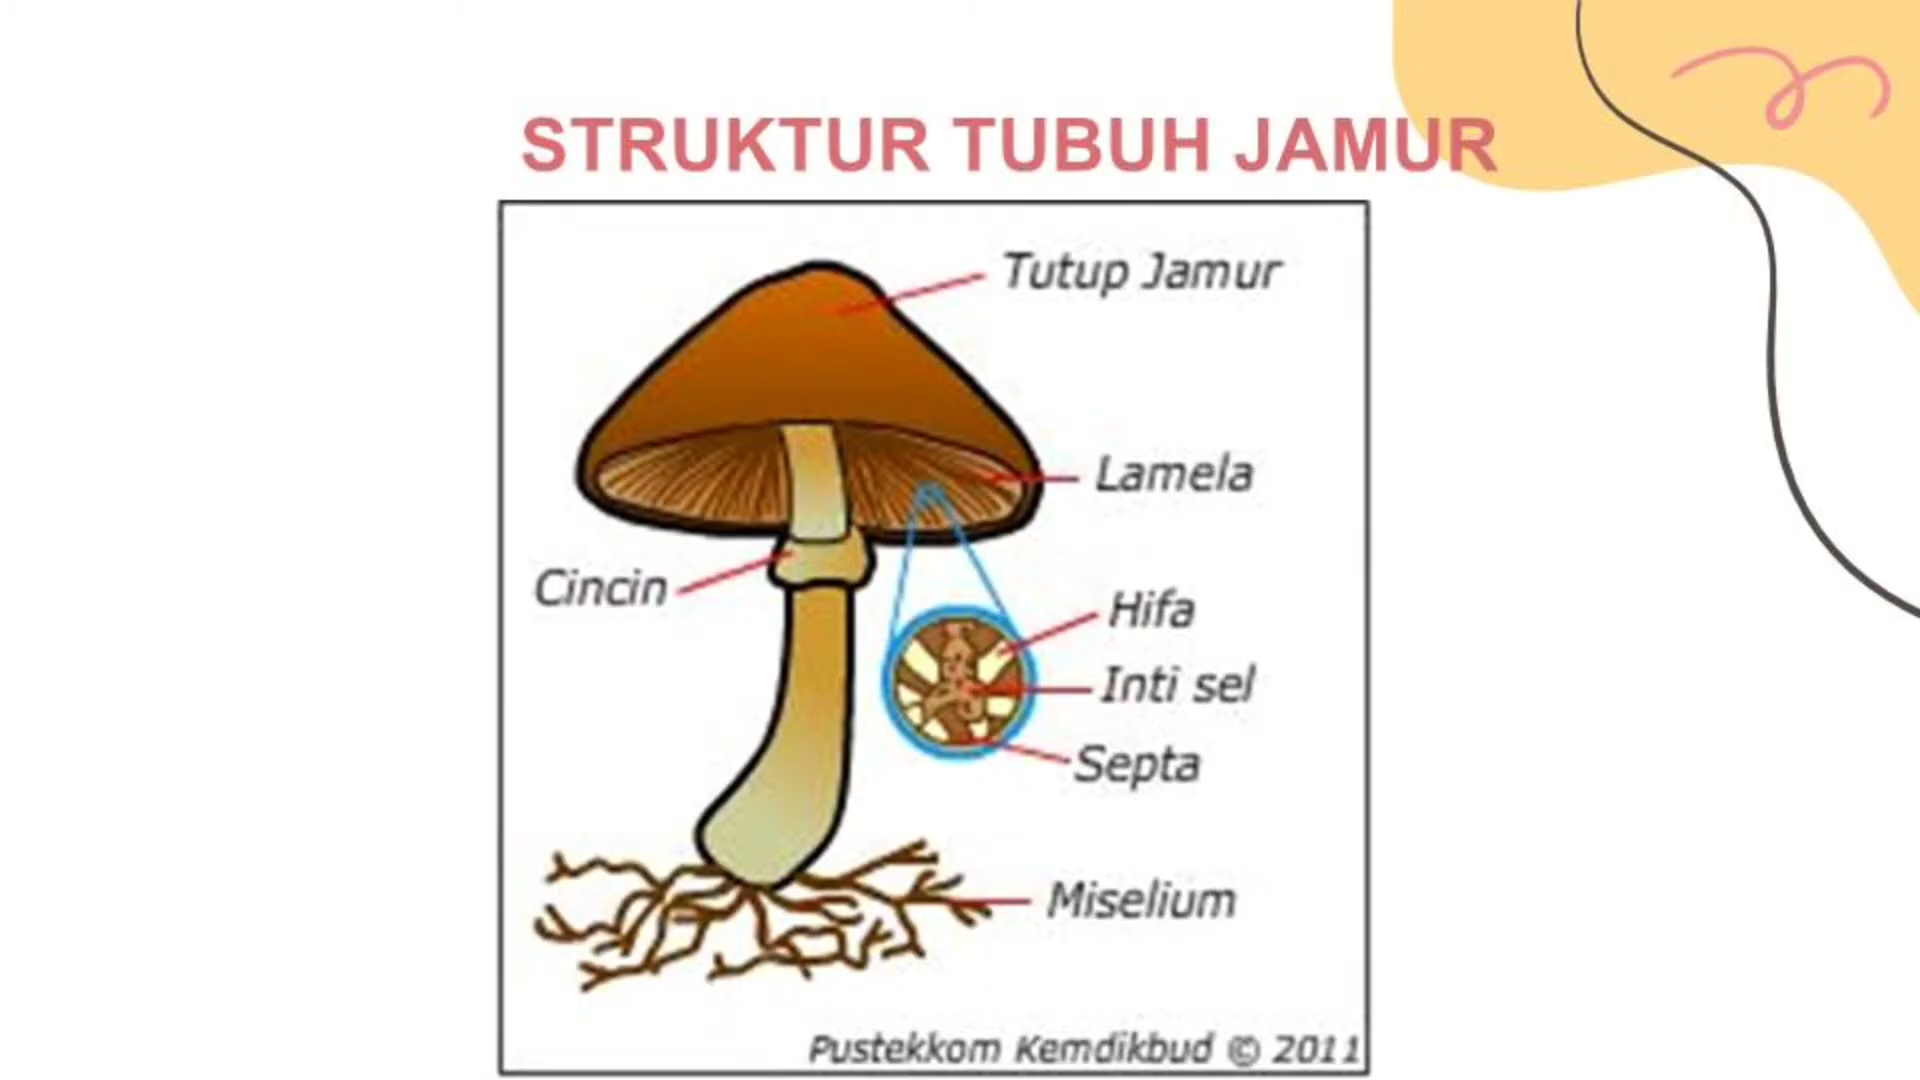 STRUKTUR TUBUH JAMUR
Tutup Jamur
Lamela
Cincin
Hifa
Inti sel
Septa
Miselium
Pustekkom Kemdikbud © 2011